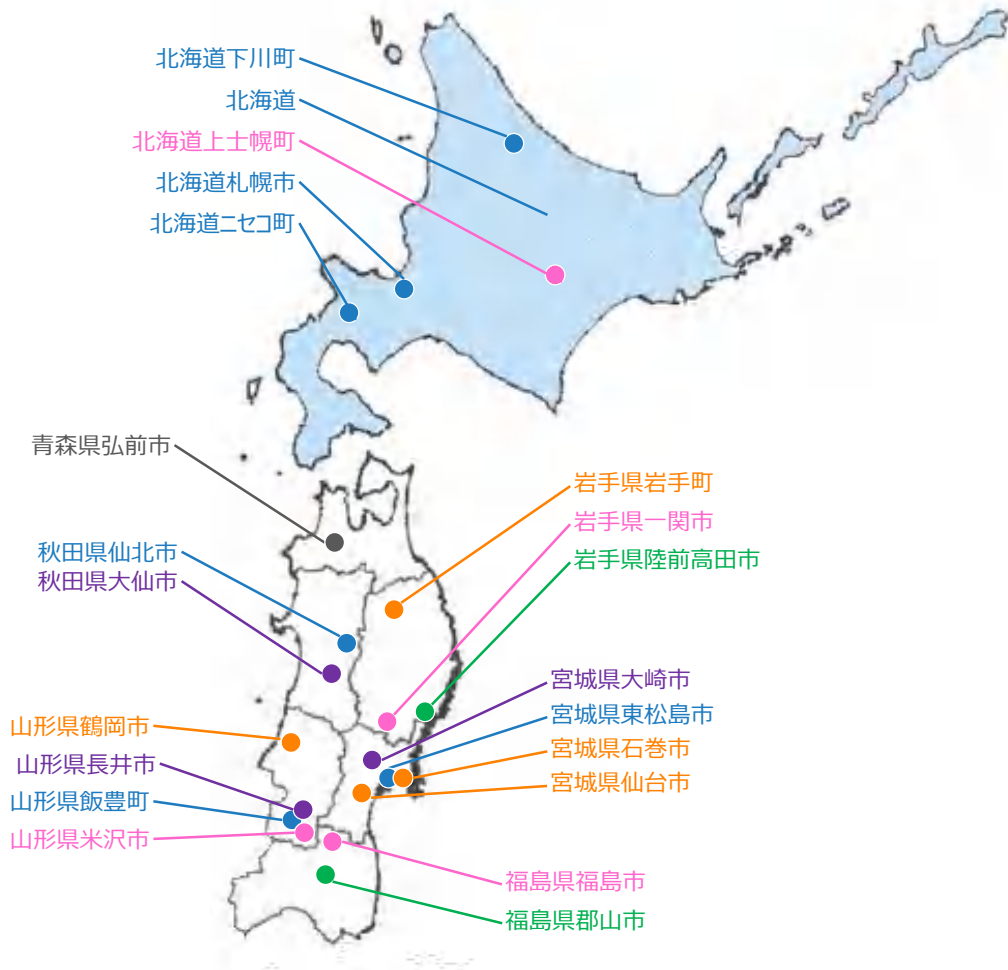 北海道下川町
北海道
北海道上士幌町
北海道札幌市
北海道ニセコ町
青森県弘前市
岩手県岩手町
岩手県一関市
岩手県陸前高田市
秋田県仙北市
秋田県大仙市
宮城県大崎市
宮城県東松島市
宮城県石巻市
宮城県仙台市
山形県鶴岡市
山形県長井市
山形県飯豊町
山形県米沢市
福島県福島市
福島県郡山市